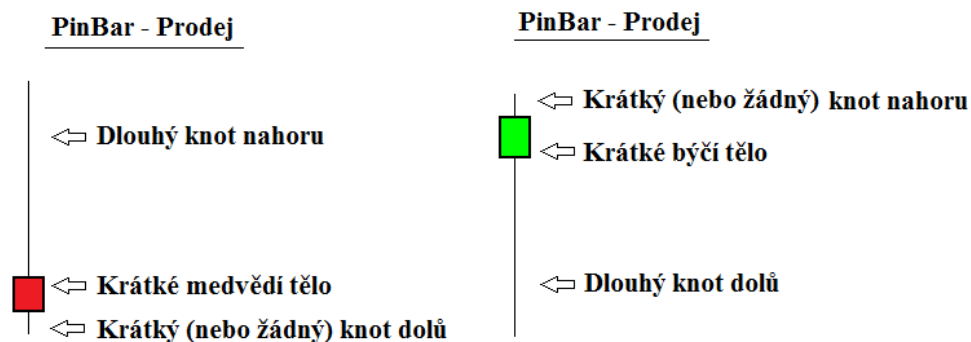 PinBar - Prodej
Dlouhý knot nahoru
Krátké medvědí tělo
Krátký (nebo žádný) knot dolů
PinBar - Prodej
Krátký (nebo žádný) knot nahoru
Krátké býčí tělo
Dlouhý knot dolů